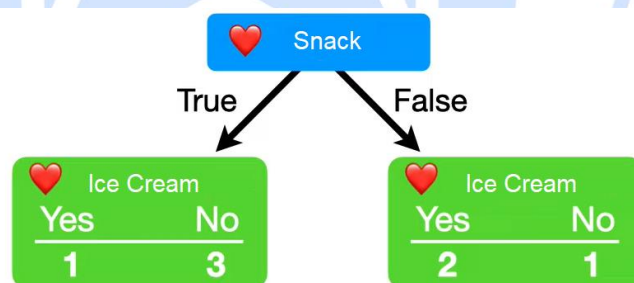 Snack
True False
Ice Cream Ice Cream
Yes No Yes No
1 3 2 1